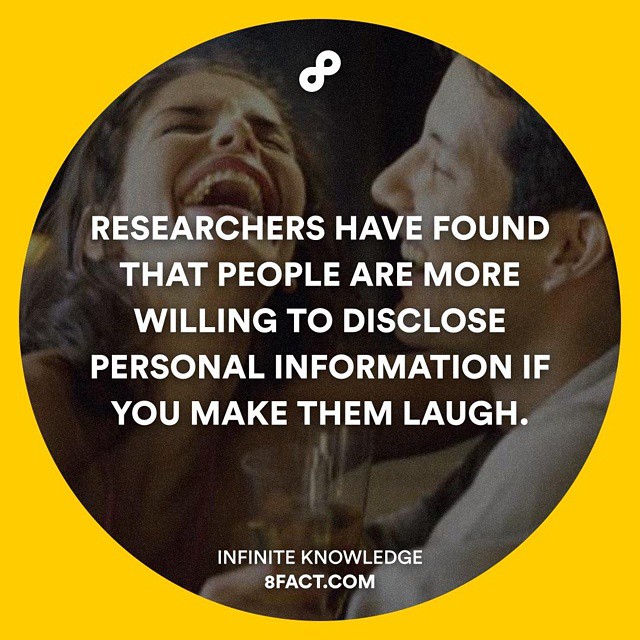 RESEARCHERS HAVE FOUND
THAT PEOPLE ARE MORE
WILLING TO DISCLOSE
PERSONAL INFORMATION IF
YOU MAKE THEM LAUGH.
INFINITE KNOWLEDGE
8FACT.COM